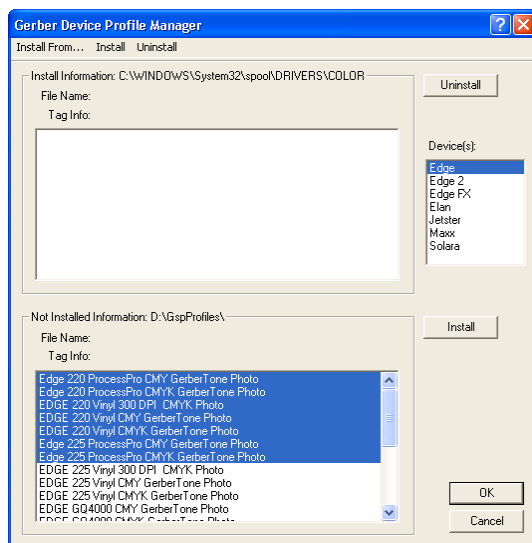 Gerber Device Profile Manager
Install From... Install Uninstall
Install Information: C:\WINDOWS\System32\spool\DRIVERS\COLOR
Uninstall
File Name:
Tag Info:
Device(s):
Edge
Edge 2
Edge FX
Elan
Jetster
Maxx
Solara
Not Installed Information: D:\GspProfiles\
Install
File Name:
Tag Info:
Edge 220 ProcessPro CMY GerberTone Photo
Edge 220 ProcessPro CMYK GerberTone Photo
EDGE 220 Vinyl 300 DPI CMYK Photo
EDGE 220 Vinyl CMY GerberTone Photo
EDGE 220 Vinyl CMYK GerberTone Photo
Edge 225 ProcessPro CMY GerberTone Photo
Edge 225 ProcessPro CMYK GerberTone Photo
EDGE 225 Vinyl 300 DPI CMYK Photo
EDGE 225 Vinyl CMY GerberTone Photo
EDGE 225 Vinyl CMYK GerberTone Photo
EDGE GQ4000 CMY GerberTone Photo
EDGE GQ4000 CMYK GerberTone Photo
OK
Cancel